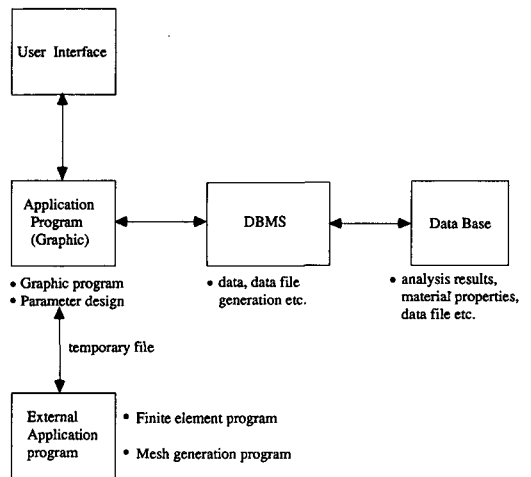 User Interface
Application
Program
(Graphic)
DBMS
Data Base
• Graphic program
• Parameter design
• data, data file
generation etc.
• analysis results,
material properties,
data file etc.
temporary file
External
Application
program
• Finite element program
• Mesh generation program